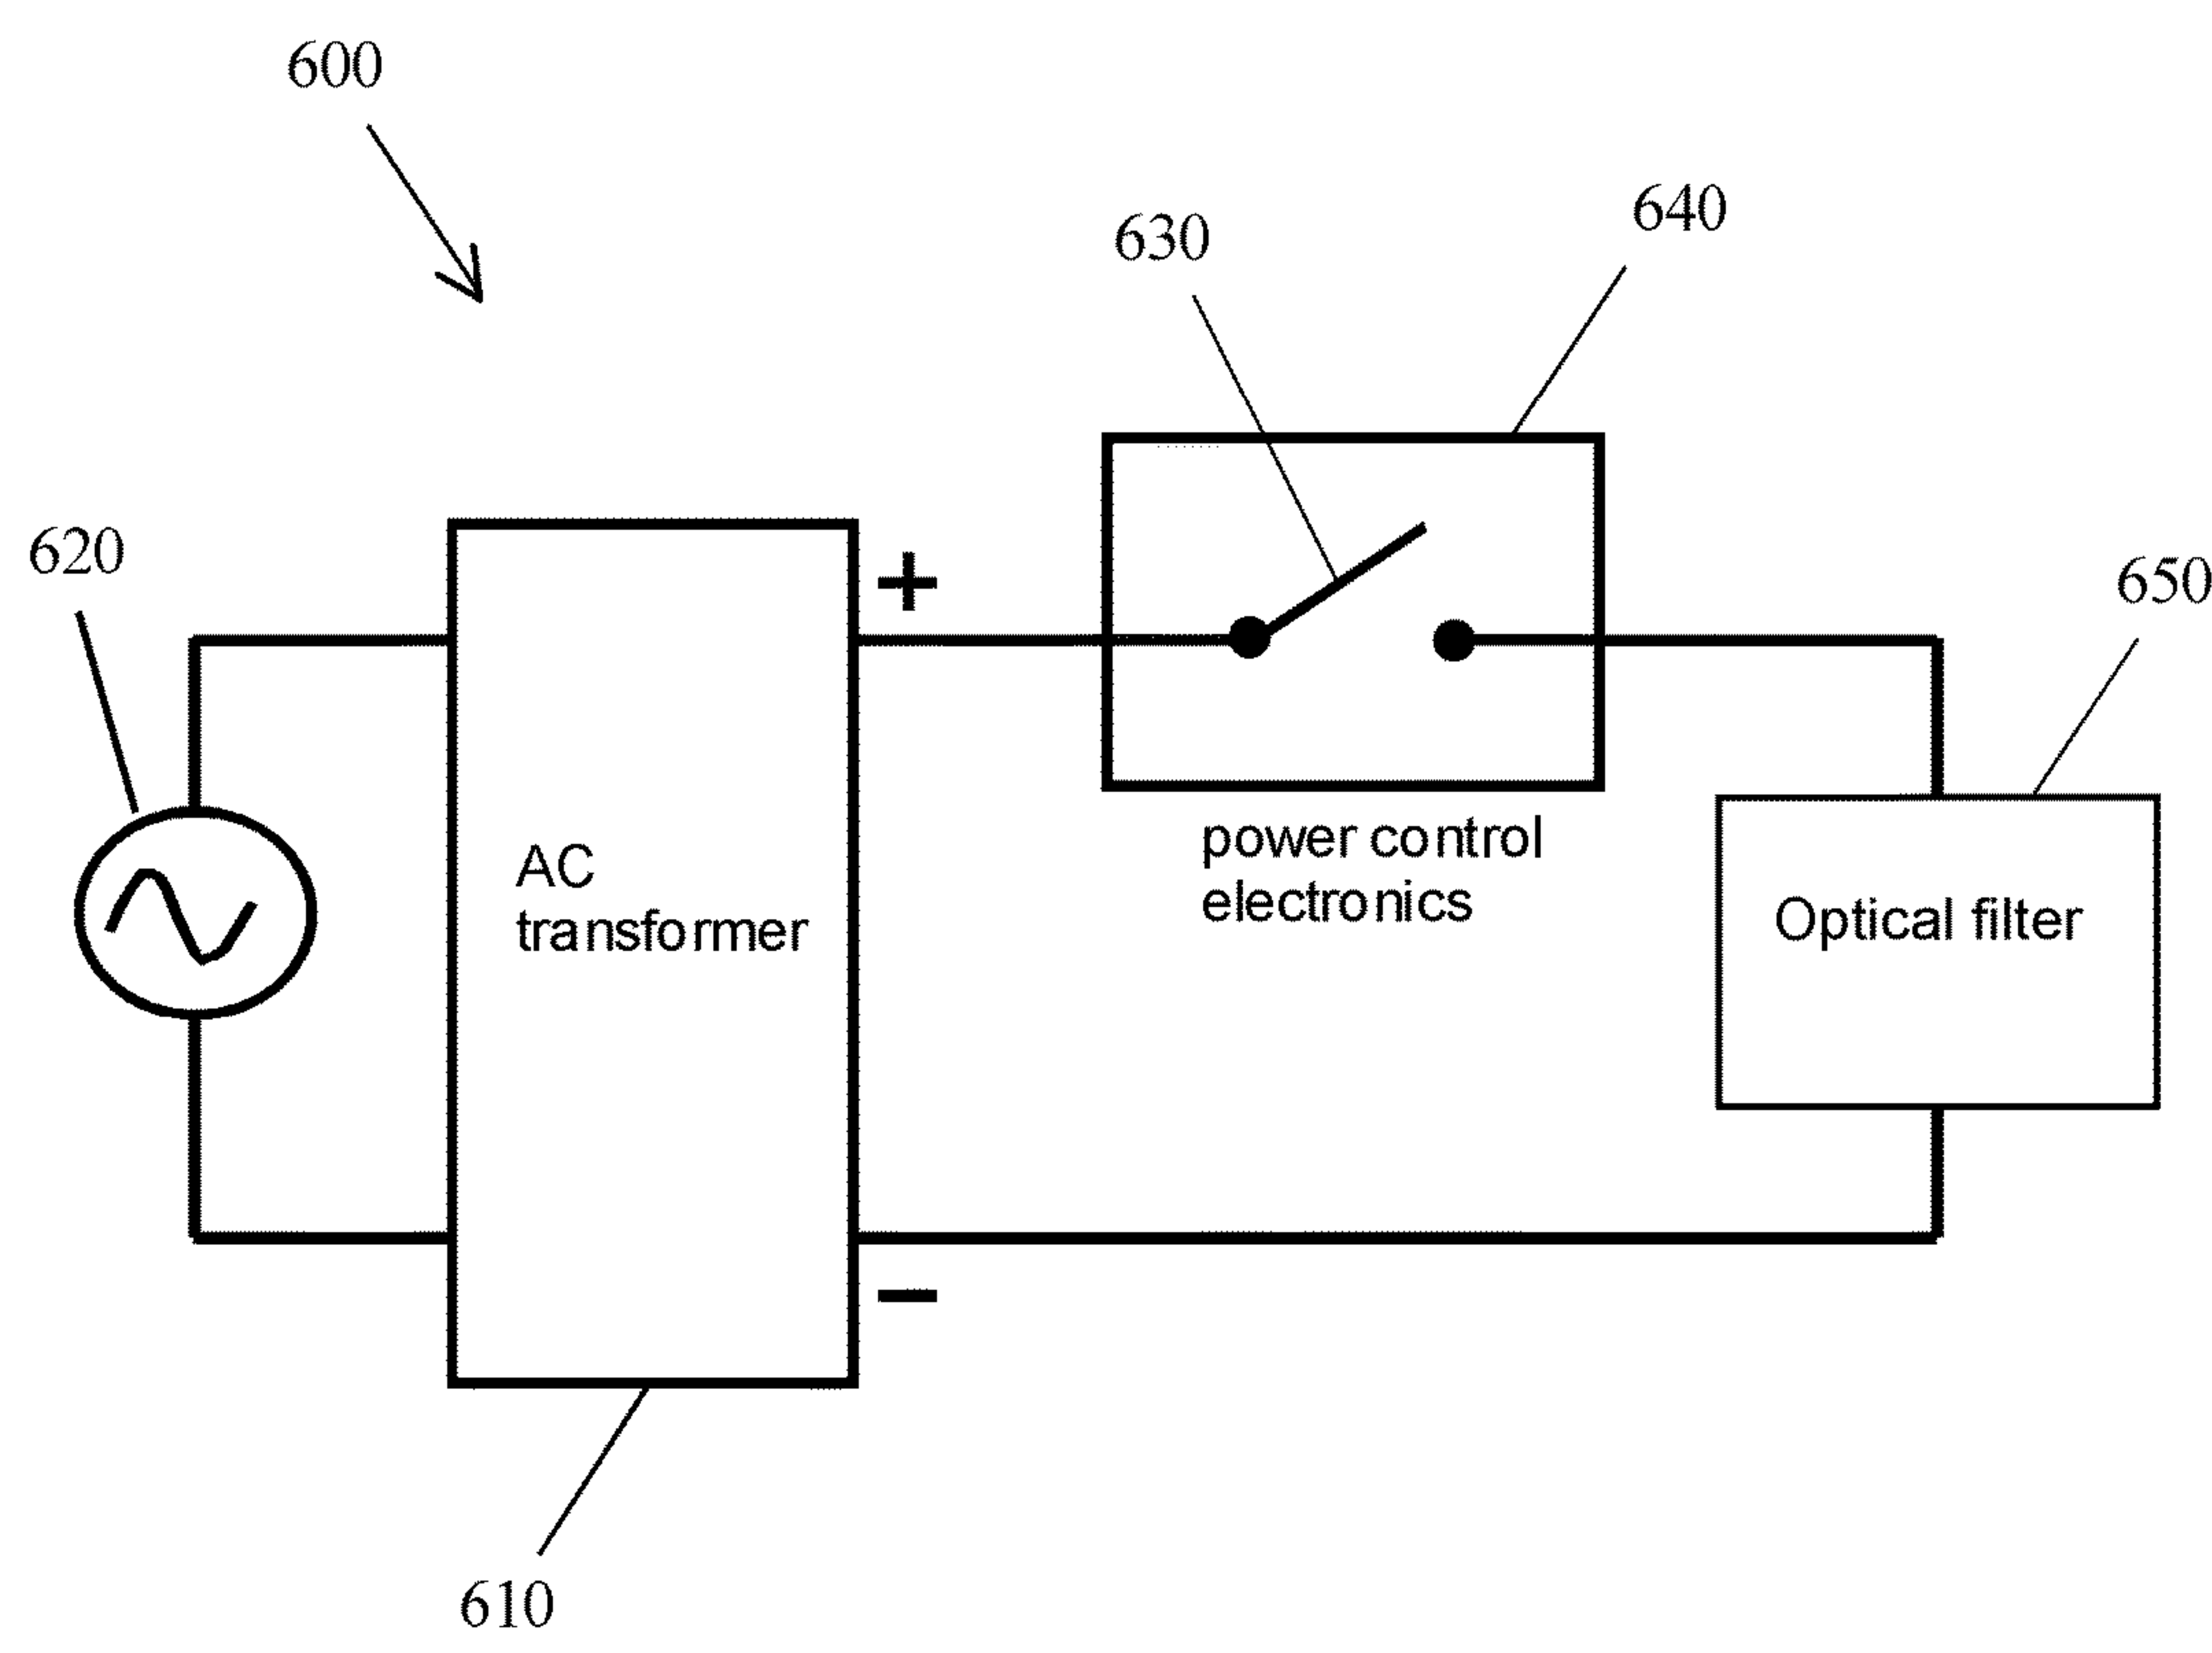 600
630
640
620
650
+
AC
transformer
power control
electronics
Optical filter
−
610